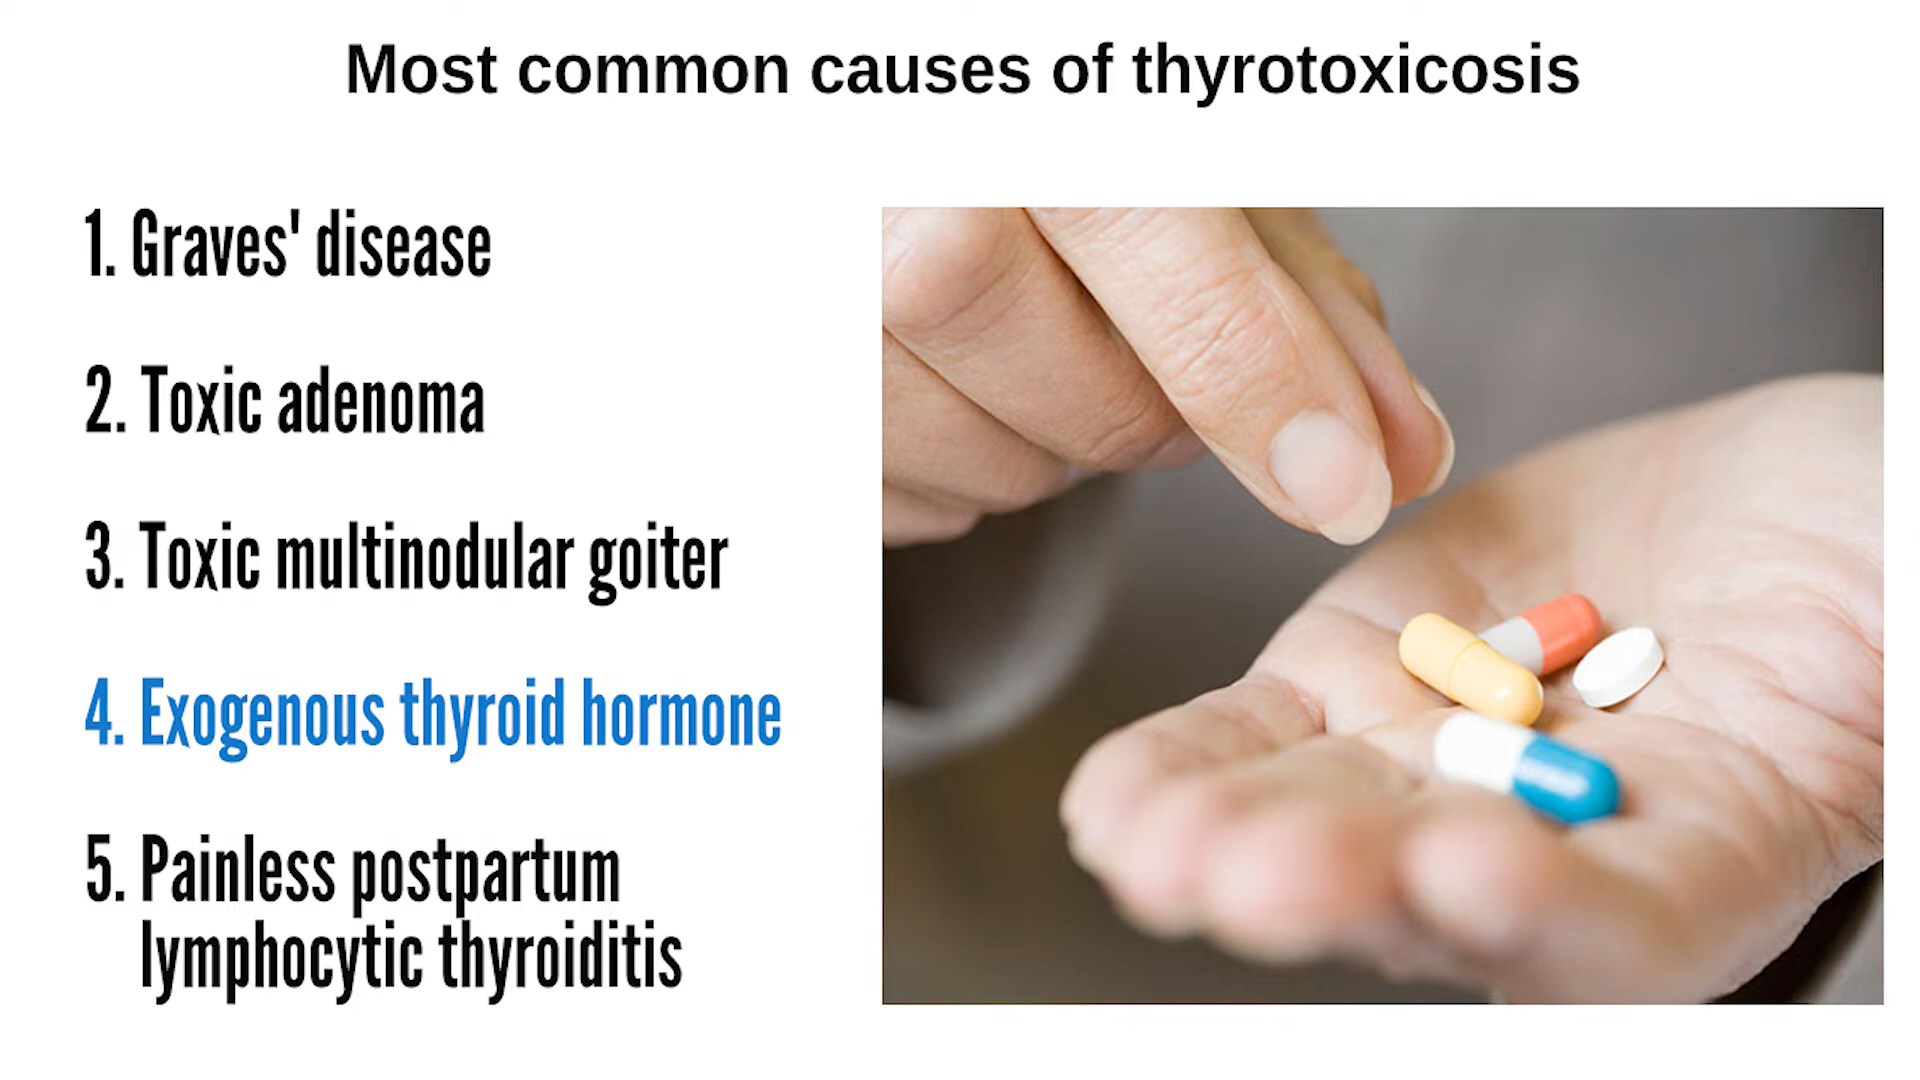 Most common causes of thyrotoxicosis
1. Graves' disease
2. Toxic adenoma
3. Toxic multinodular goiter
4. Exogenous thyroid hormone
5. Painless postpartum
lymphocytic thyroiditis